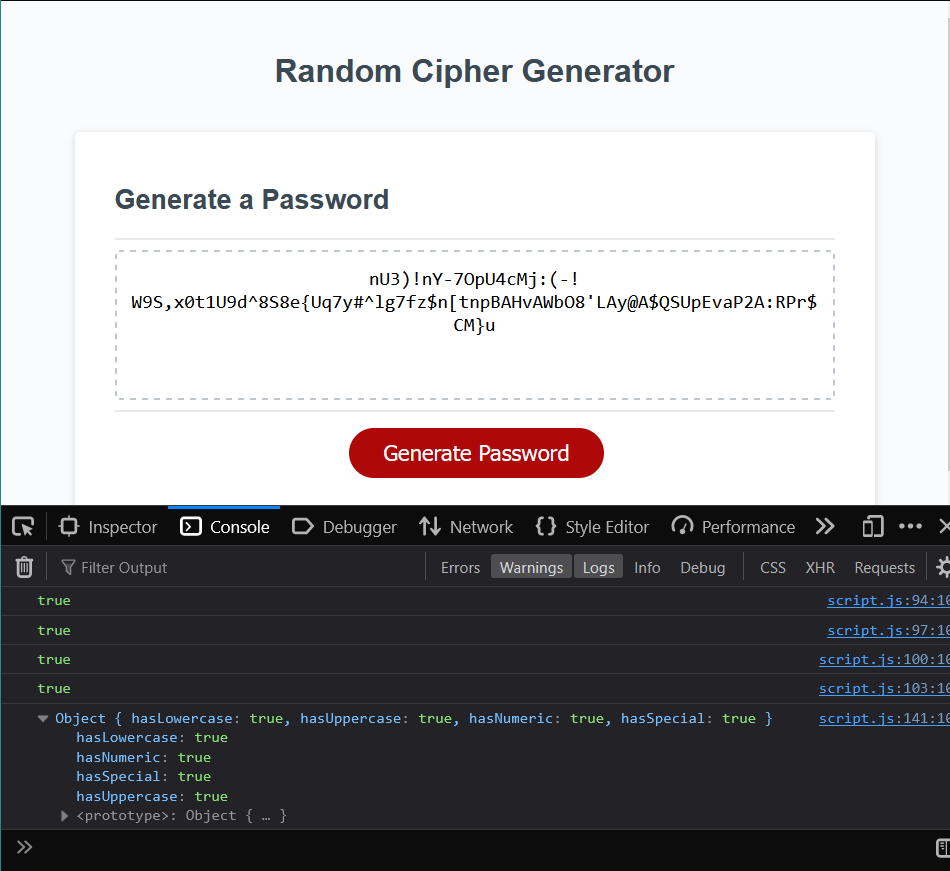 Random Cipher Generator
Generate a Password
nU3)!nY-7OpU4cMj:(-!
W9S,x0t1U9d^8S8e{Uq7y#^lg7fz$n[tnpBAHvAWbO8'LAy@A$QSUpEvaP2A:RPr$
CM}u
Generate Password
Inspector Console Debugger Network Style Editor Performance
Filter Output Errors Warnings Logs Info Debug CSS XHR Requests
true script.js:94:10
true script.js:97:10
true script.js:100:10
true script.js:103:10
Object { hasLowercase: true, hasUppercase: true, hasNumeric: true, hasSpecial: true } script.js:141:10
hasLowercase: true
hasNumeric: true
hasSpecial: true
hasUppercase: true
<prototype>: Object { … }